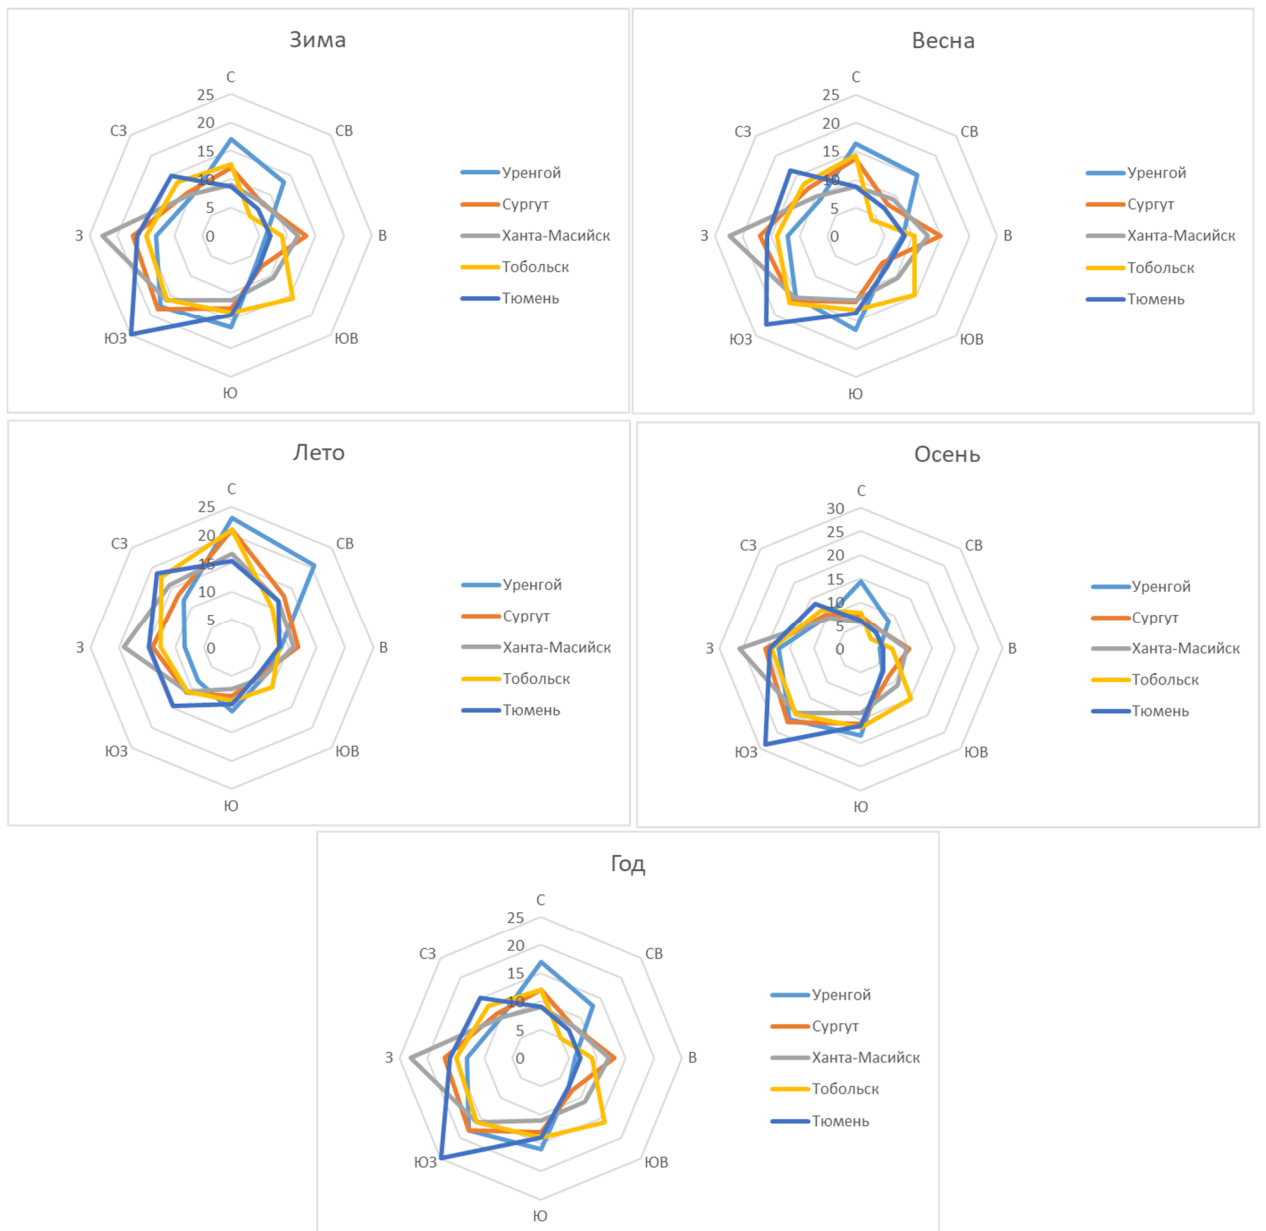 Зима
С
СВ
В
ЮВ
Ю
ЮЗ
З
СЗ
25
20
15
10
5
0
Уренгой
Сургут
Ханта-Масийск
Тобольск
Тюмень
Весна
С
СВ
В
ЮВ
Ю
ЮЗ
З
СЗ
25
20
15
10
5
0
Уренгой
Сургут
Ханта-Масийск
Тобольск
Тюмень
Лето
С
СВ
В
ЮВ
Ю
ЮЗ
З
СЗ
25
20
15
10
5
0
Уренгой
Сургут
Ханта-Масийск
Тобольск
Тюмень
Осень
С
СВ
В
ЮВ
Ю
ЮЗ
З
СЗ
30
25
20
15
10
5
0
Уренгой
Сургут
Ханта-Масийск
Тобольск
Тюмень
Год
С
СВ
В
ЮВ
Ю
ЮЗ
З
СЗ
25
20
15
10
5
0
Уренгой
Сургут
Ханта-Масийск
Тобольск
Тюмень